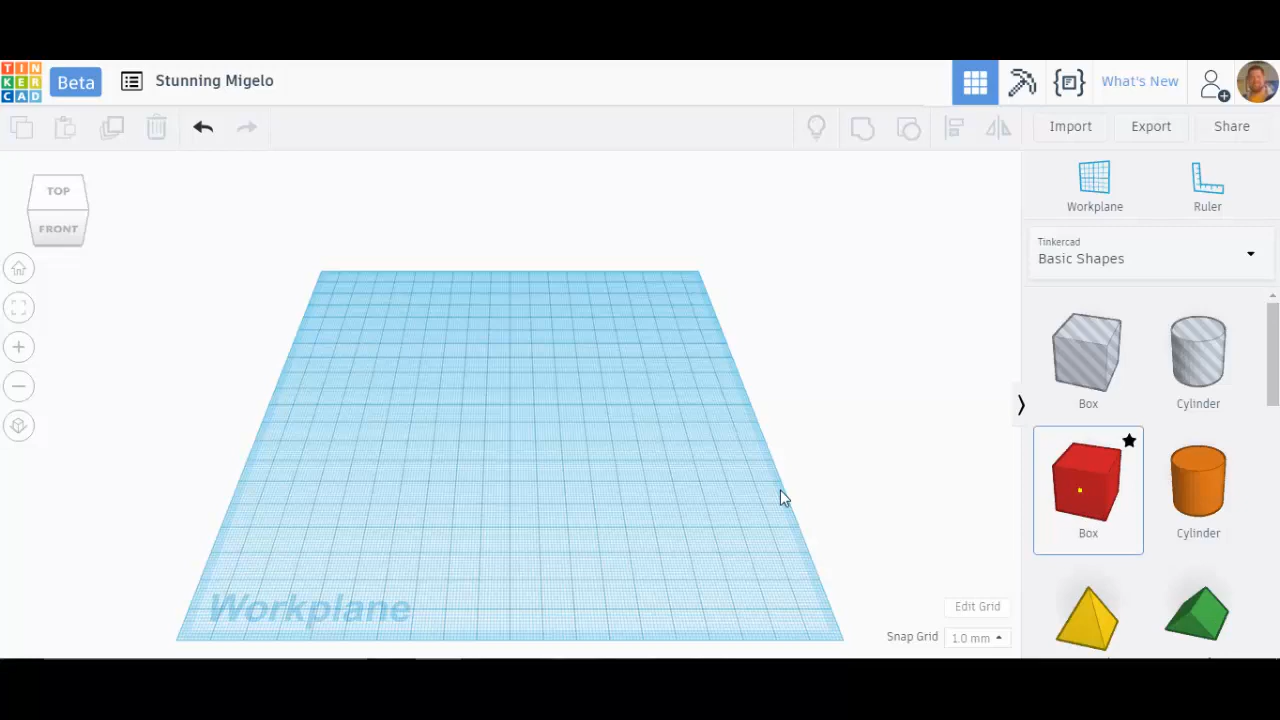 TIN
KER
CAD
Beta
Stunning Migelo
What's New
Import
Export
Share
TOP
FRONT
Workplane
Ruler
Tinkercad
Basic Shapes
Box
Cylinder
Box
Cylinder
Workplane
Edit Grid
Snap Grid
1.0 mm